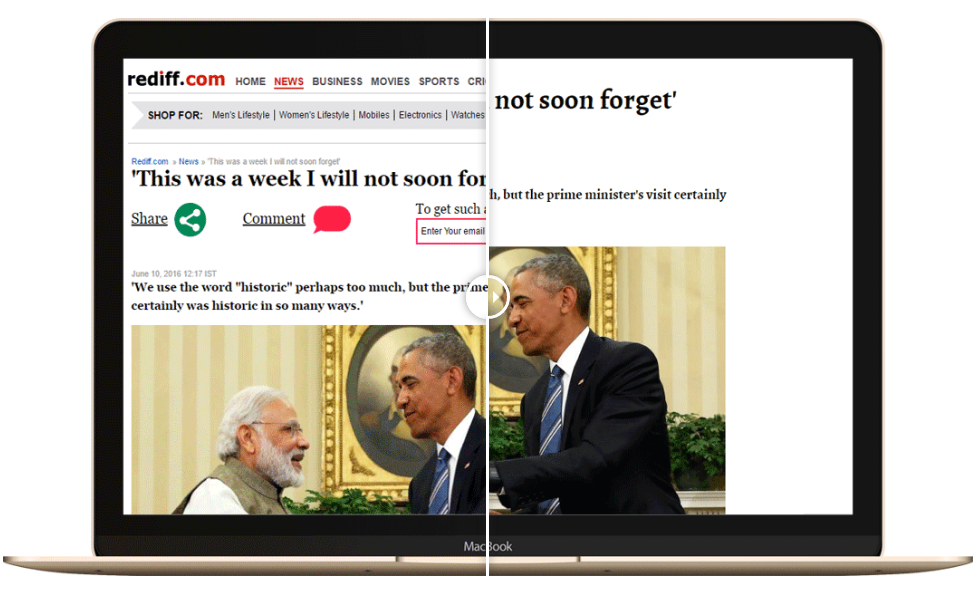 rediff.com HOME NEWS BUSINESS MOVIES SPORTS CRI
SHOP FOR: Men's Lifestyle | Women's Lifestyle | Mobiles | Electronics | Watches
Rediff.com » News » 'This was a week I will not soon forget'
'This was a week I will not soon for
Share Comment To get such a
Enter Your email
June 10, 2016 12:17 IST
'We use the word "historic" perhaps too much, but the prime
certainly was historic in so many ways.'
not soon forget'
h, but the prime minister's visit certainly
MacBook